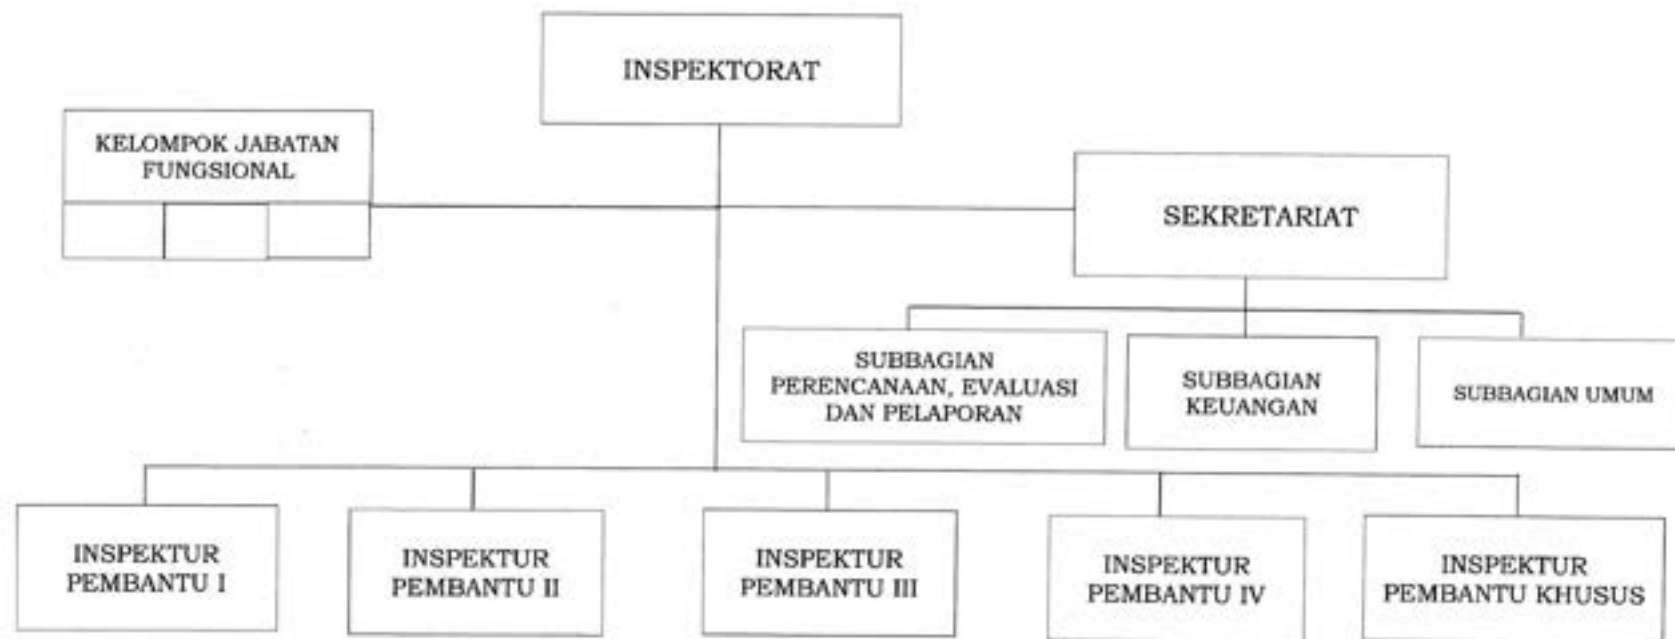 INSPEKTORAT
KELOMPOK JABATAN
FUNGSIONAL
SEKRETARIAT
SUBBAGIAN
PERENCANAAN, EVALUASI
DAN PELAPORAN
SUBBAGIAN
KEUANGAN
SUBBAGIAN UMUM
INSPEKTUR
PEMBANTU I
INSPEKTUR
PEMBANTU II
INSPEKTUR
PEMBANTU III
INSPEKTUR
PEMBANTU IV
INSPEKTUR
PEMBANTU KHUSUS